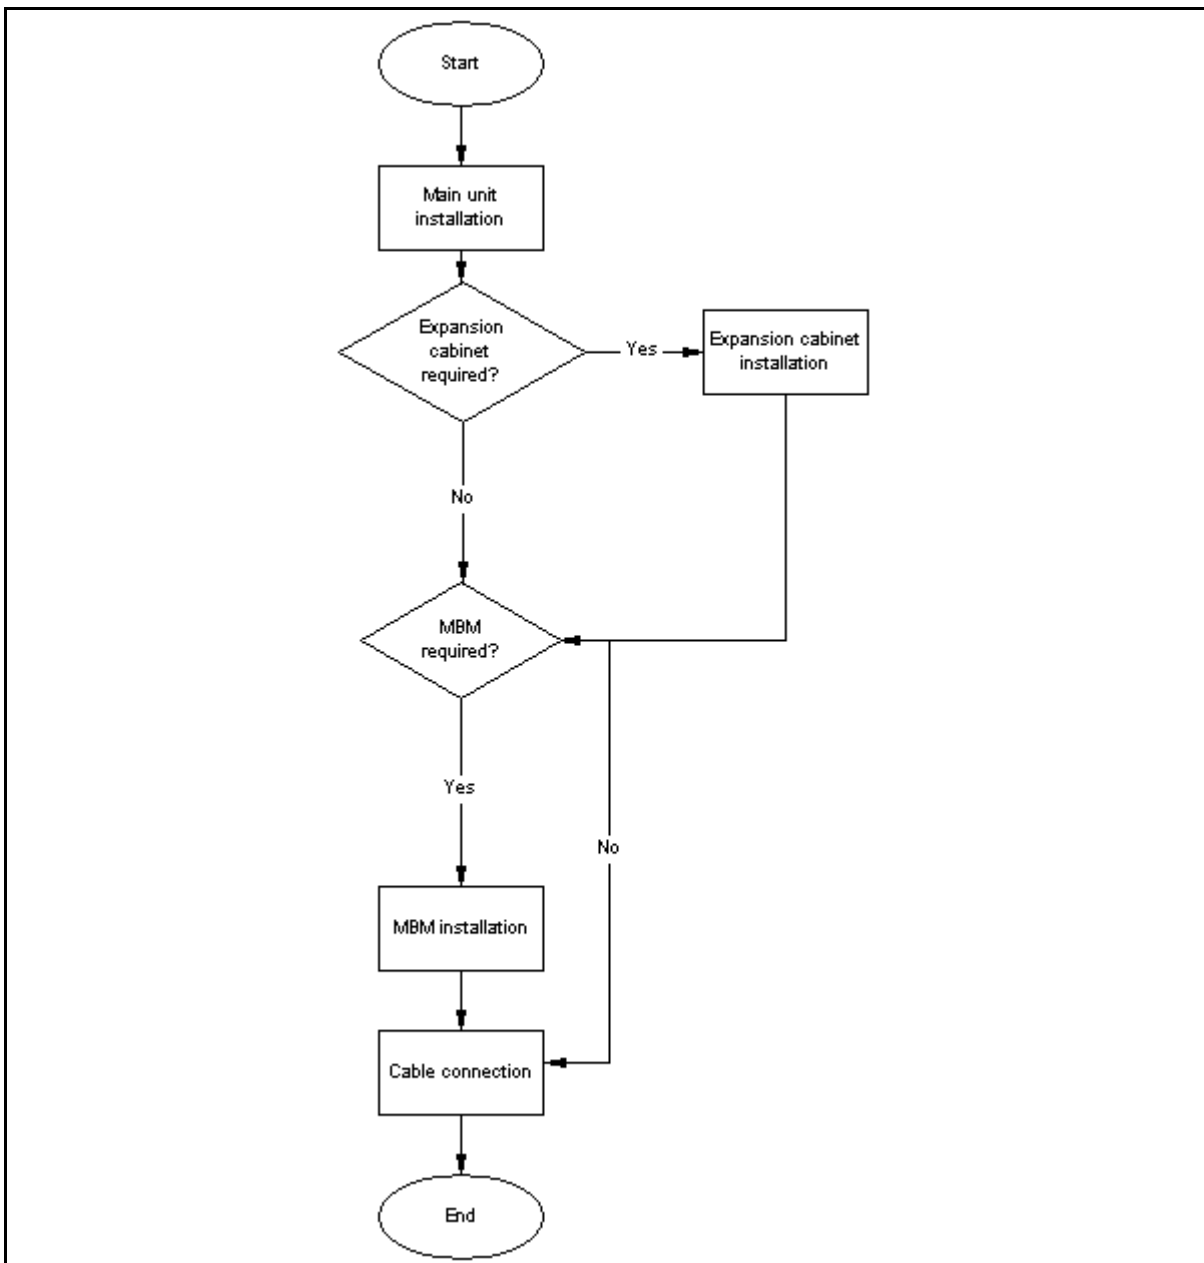 Start
Main unit
installation
Expansion
cabinet
required?
Yes
Expansion cabinet
installation
No
MBM
required?
Yes
No
MBM installation
Cable connection
End